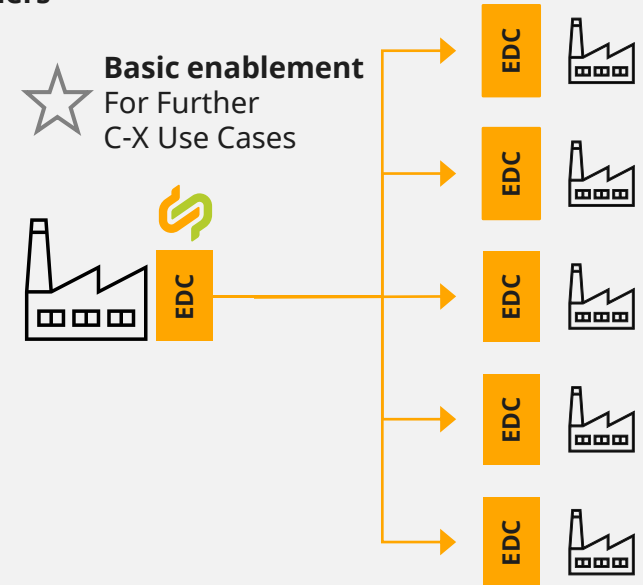 Basic enablement
For Further
C-X Use Cases
EDC
EDC
EDC
EDC
EDC
EDC